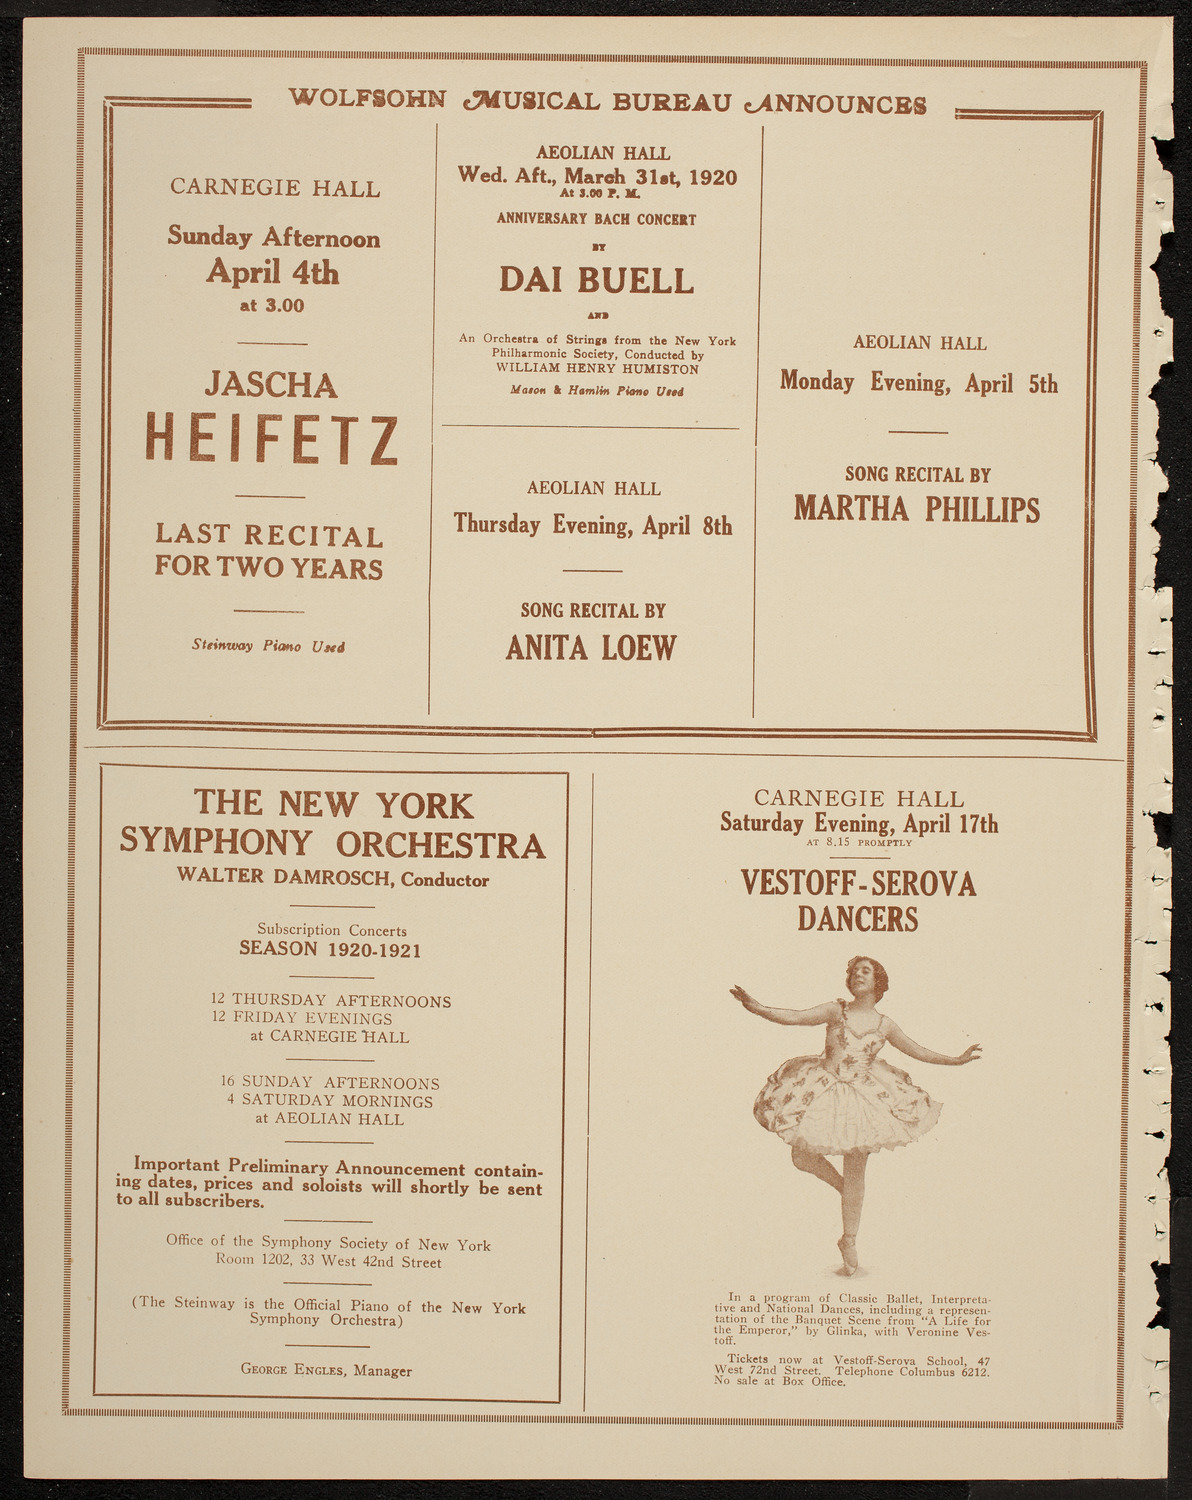 WOLFSOHN MUSICAL BUREAU ANNOUNCES
CARNEGIE HALL
Sunday Afternoon
April 4th
at 3.00
JASCHA
HEIFETZ
LAST RECITAL
FOR TWO YEARS
Steinway Piano Used
AEOLIAN HALL
Wed. Aft., March 31st, 1920
At 3.00 P. M.
ANNIVERSARY BACH CONCERT
BY
DAI BUELL
AND
An Orchestra of Strings from the New York
Philharmonic Society, Conducted by
WILLIAM HENRY HUMISTON
Mason & Hamlin Piano Used
AEOLIAN HALL
Thursday Evening, April 8th
SONG RECITAL BY
ANITA LOEW
AEOLIAN HALL
Monday Evening, April 5th
SONG RECITAL BY
MARTHA PHILLIPS
THE NEW YORK
SYMPHONY ORCHESTRA
WALTER DAMROSCH, Conductor
Subscription Concerts
SEASON 1920-1921
12 THURSDAY AFTERNOONS
12 FRIDAY EVENINGS
at CARNEGIE HALL
16 SUNDAY AFTERNOONS
4 SATURDAY MORNINGS
at AEOLIAN HALL
Important Preliminary Announcement contain-
ing dates, prices and soloists will shortly be sent
to all subscribers.
Office of the Symphony Society of New York
Room 1202, 33 West 42nd Street
(The Steinway is the Official Piano of the New York
Symphony Orchestra)
GEORGE ENGLES, Manager
CARNEGIE HALL
Saturday Evening, April 17th
AT 8.15 PROMPTLY
VESTOFF-SEROVA
DANCERS
In a program of Classic Ballet, Interpreta-
tive and National Dances, including a represen-
tation of the Banquet Scene from "A Life for
the Emperor," by Glinka, with Veronine Ves-
toff.
Tickets now at Vestoff-Serova School, 47
West 72nd Street. Telephone Columbus 6212.
No sale at Box Office.